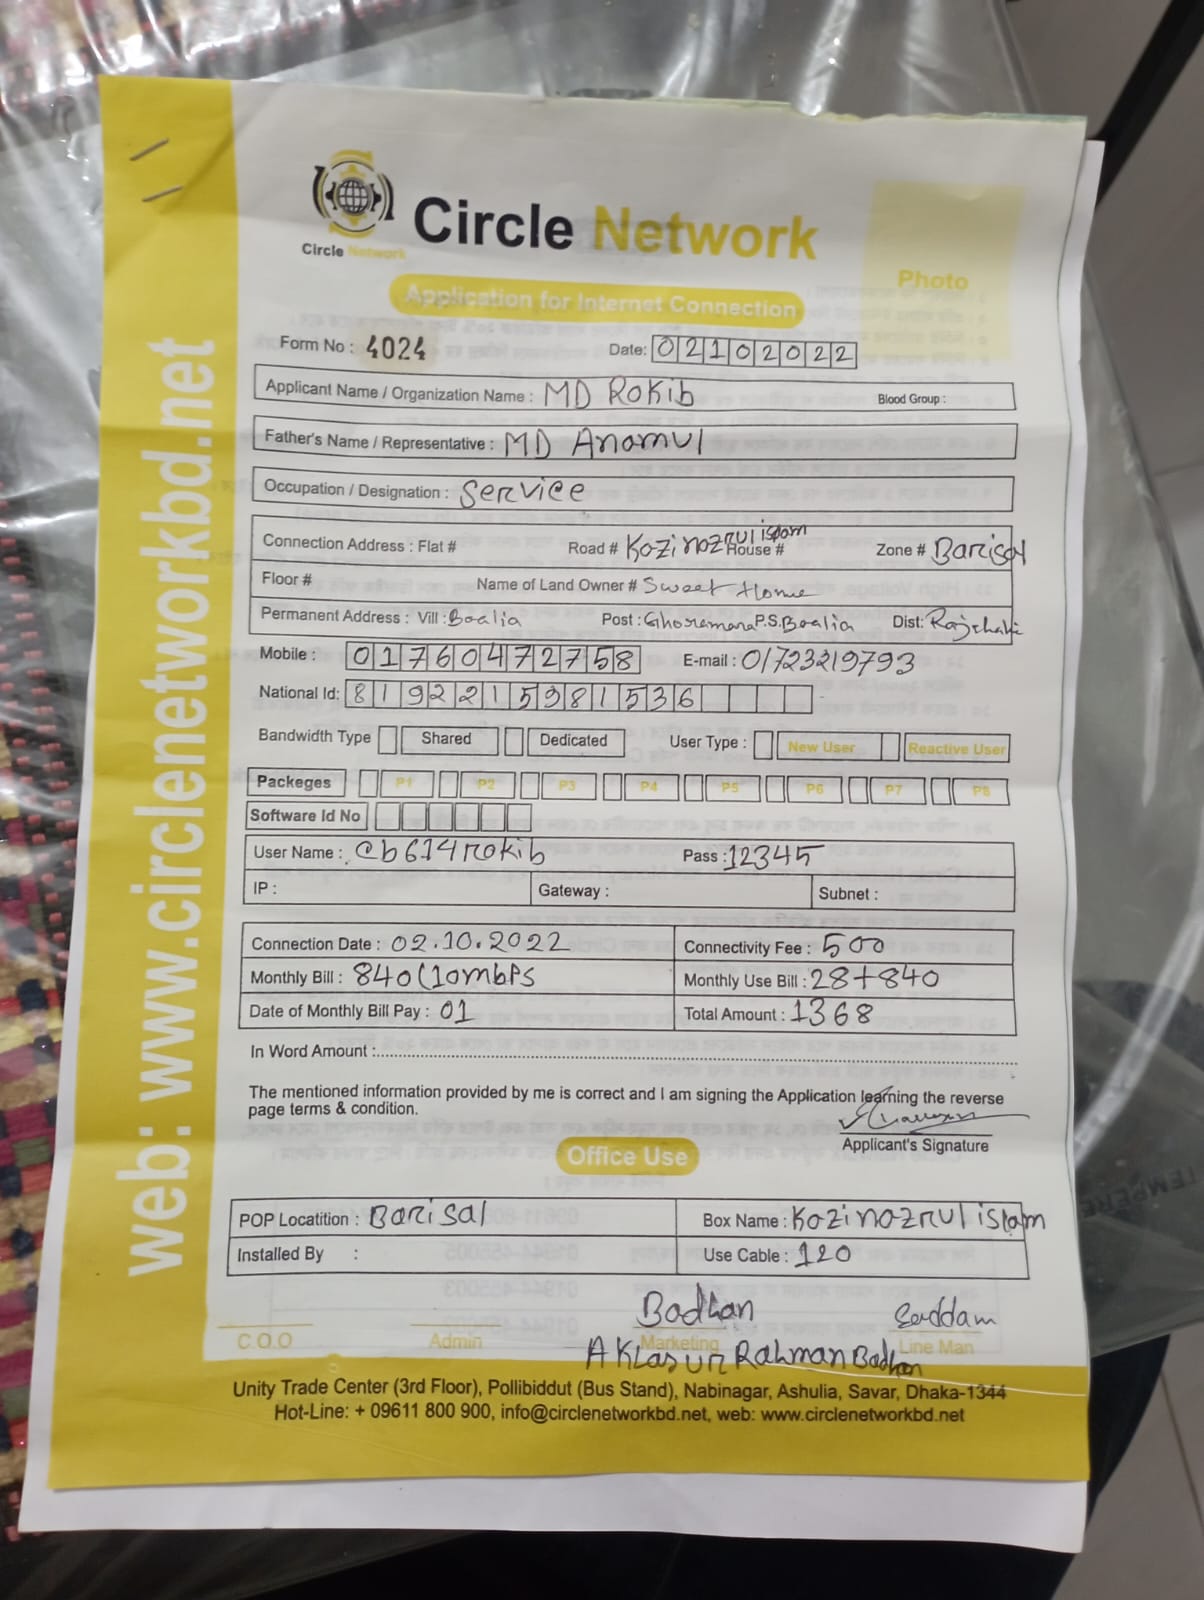 web: www.circlenetworkbd.net
Circle Network
Circle Network
Photo
Application for Internet Connection
Form No : 4024 Date: 02102022
Applicant Name / Organization Name : MD Rokib Blood Group :
Father's Name / Representative : MD Anamul
Occupation / Designation : Service
Connection Address : Flat # Road # Kazi nazrul islam House # Zone # Barisal
Floor # Name of Land Owner # Sweet Home
Permanent Address : Vill : Boalia Post : Ghoramara P.S. Boalia Dist: Rajshahi
Mobile : 01760472758 E-mail : 01723219793
National Id: 8192215981536
Bandwidth Type Shared Dedicated User Type : New User Reactive User
Packeges P1 P2 P3 P4 P5 P6 P7 P8
Software Id No
User Name : cb614rokib Pass : 12345
IP : Gateway : Subnet :
Connection Date : 02.10.2022 Connectivity Fee : 500
Monthly Bill : 840(10mbps Monthly Use Bill : 28+840
Date of Monthly Bill Pay : 01 Total Amount : 1368
In Word Amount :
The mentioned information provided by me is correct and I am signing the Application learning the reverse
page terms & condition.
Applicant's Signature
Office Use
POP Locatition : Barisal Box Name : Kazi nazrul islam
Installed By : Use Cable : 120
Badhan Saddam
C.O.O Admin Marketing Line Man
Rahman Badhan
Unity Trade Center (3rd Floor), Pollibiddut (Bus Stand), Nabinagar, Ashulia, Savar, Dhaka-1344
Hot-Line: + 09611 800 900, info@circlenetworkbd.net, web: www.circlenetworkbd.net